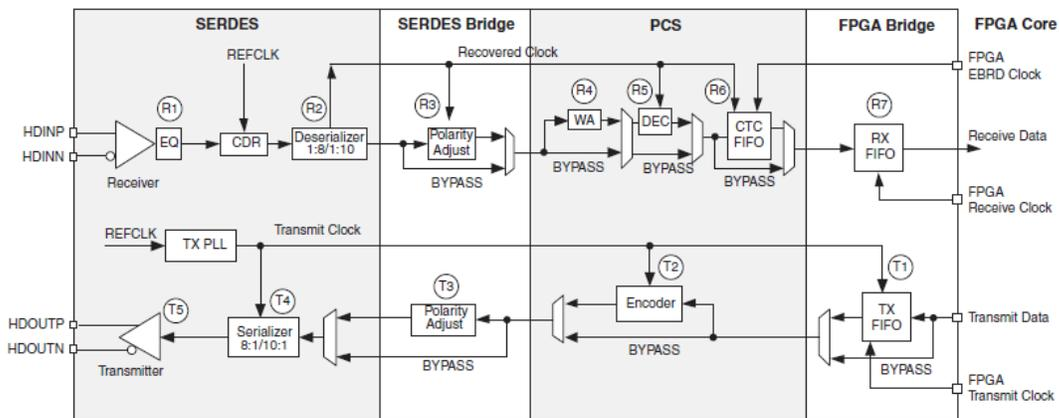 SERDES
SERDES Bridge
PCS
FPGA Bridge
FPGA Core
REFCLK
Recovered Clock
FPGA
EBRD Clock
R1
R2
R3
R4
R5
R6
R7
HDINP
HDINN
EQ
CDR
Deserializer
1:8/1:10
Polarity
Adjust
WA
DEC
CTC
FIFO
RX
FIFO
Receive Data
BYPASS
BYPASS
BYPASS
BYPASS
Receiver
FPGA
Receive Clock
REFCLK
TX PLL
Transmit Clock
T1
T2
T3
T4
T5
HDOUTP
HDOUTN
Serializer
8:1/10:1
Polarity
Adjust
Encoder
TX
FIFO
Transmit Data
BYPASS
BYPASS
BYPASS
Transmitter
FPGA
Transmit Clock